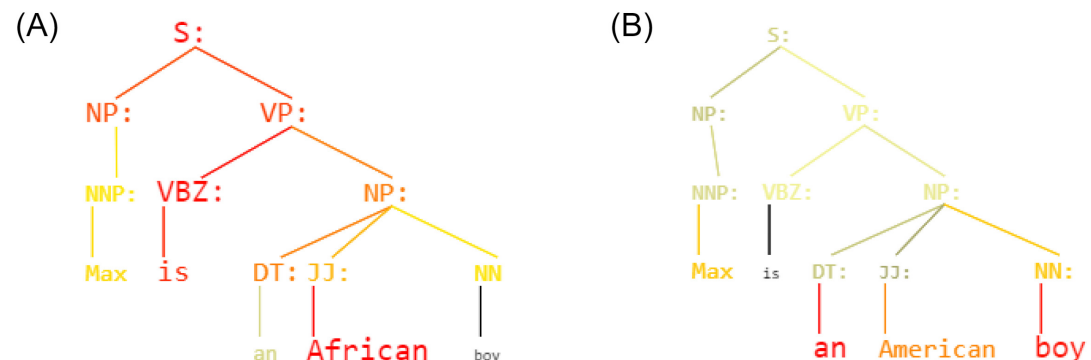 (A)
S:
NP: VP:
NNP: VBZ: NP:
Max is DT: JJ: NN
an African boy
(B)
S:
NP: VP:
NNP: VBZ: NP:
Max is DT: JJ: NN:
an American boy